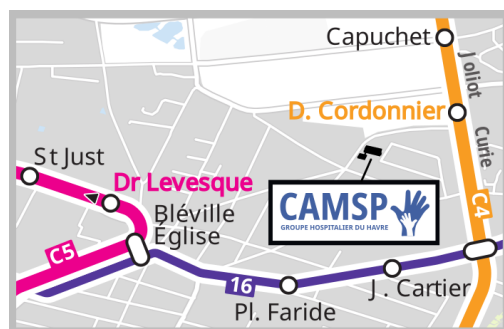 Capuchet
Joliot
Curie
D. Cordonnier
St Just
Dr Levesque
Bléville
Église
CAMSP
GROUPE HOSPITALIER DU HAVRE
C4
C5
16
J. Cartier
Pl. Faride